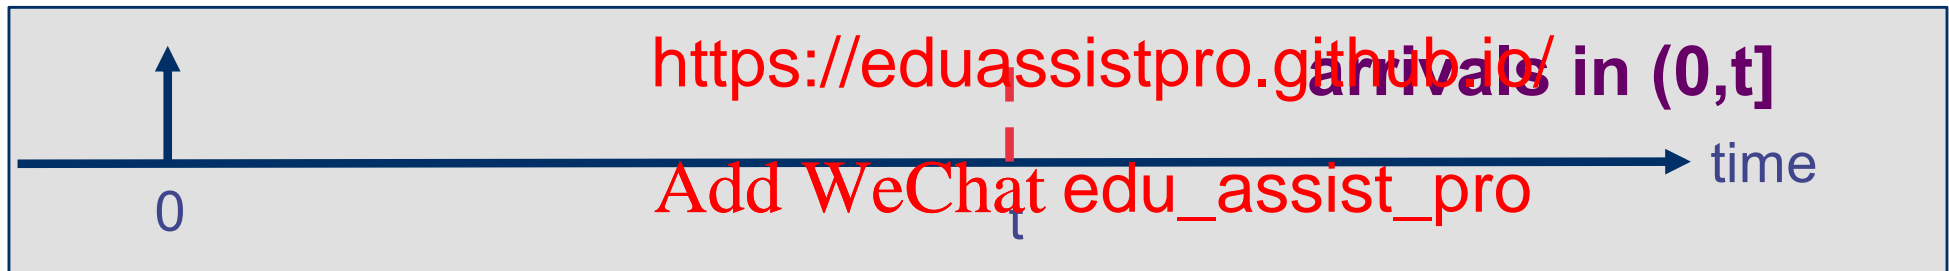 https://eduassistpro.github.io/
arrivals in (0,t]
time
Add WeChat edu_assist_pro
0
t